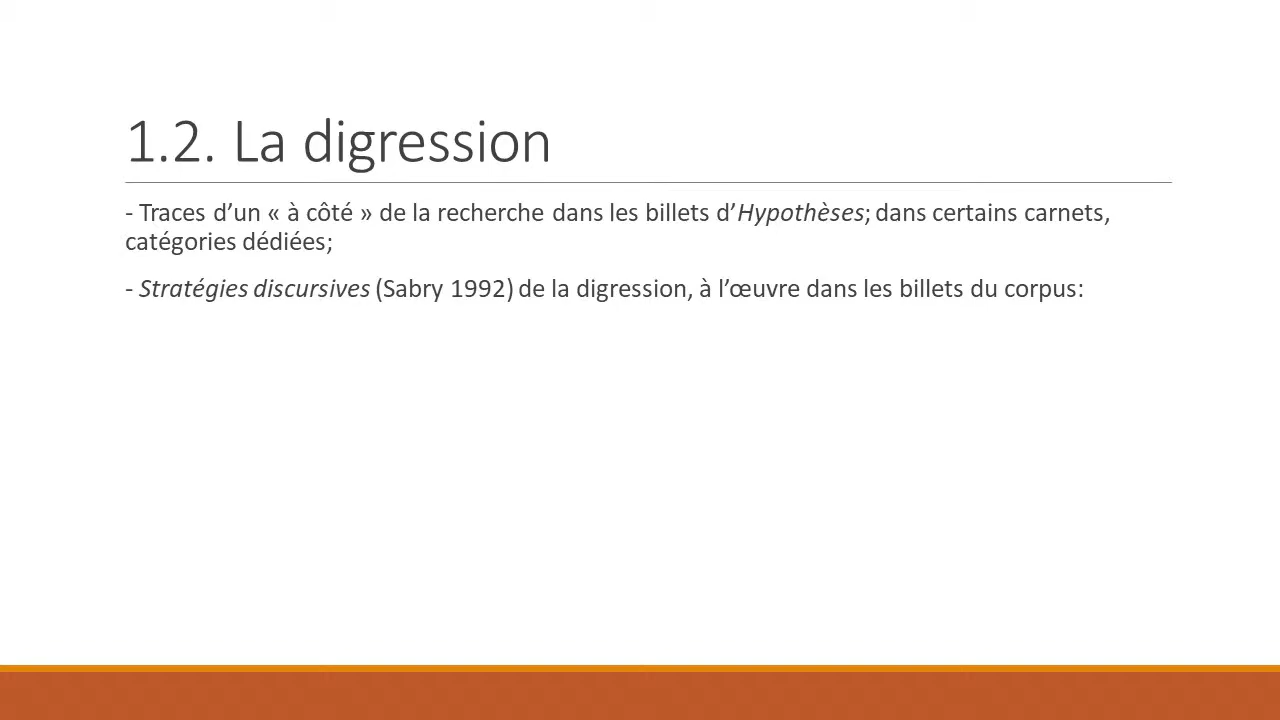 1.2. La digression
- Traces d’un « à côté » de la recherche dans les billets d’Hypothèses; dans certains carnets,
catégories dédiées;
- Stratégies discursives (Sabry 1992) de la digression, à l’œuvre dans les billets du corpus: